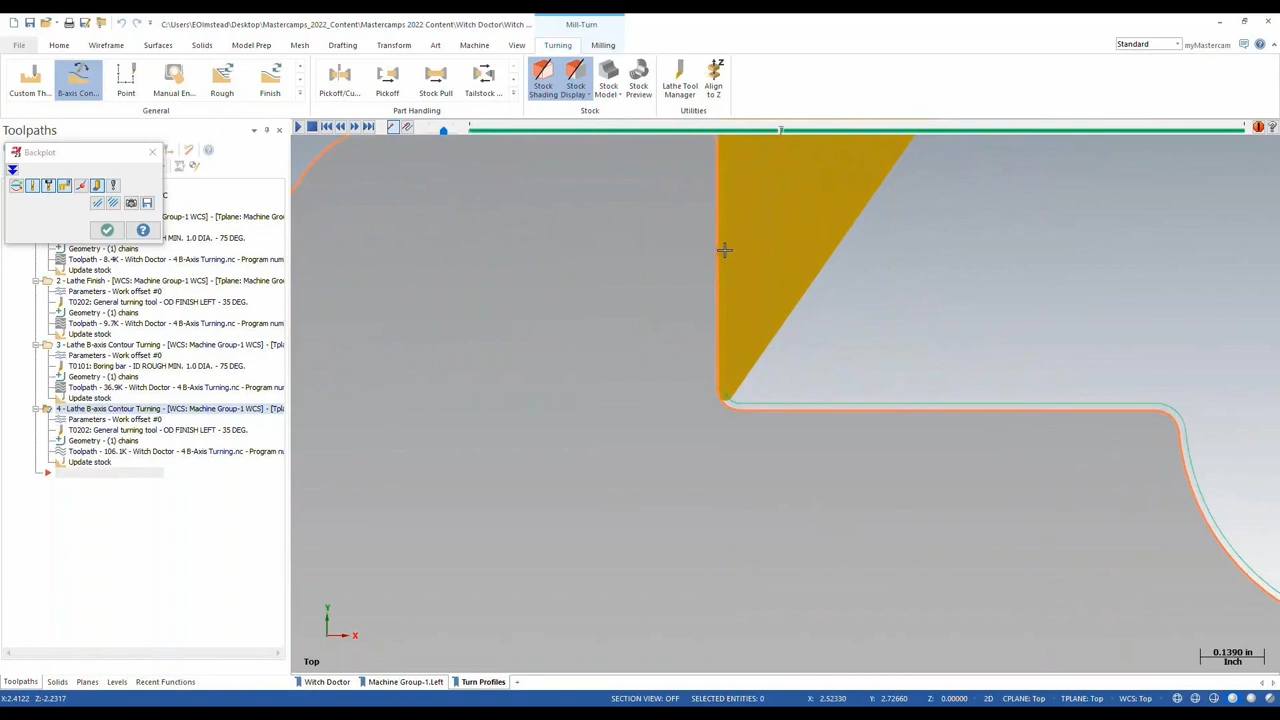 C:\Users\EOlmstead\Desktop\Mastercamps_2022_Content\Mastercamps 2022 Content\Witch Doctor\Witch ...
Mill-Turn
File Home Wireframe Surfaces Solids Model Prep Mesh Drafting Transform Art Machine View Turning Milling
Standard
myMastercam
Custom Th... B-axis Con... Point Manual En... Rough Finish
Pickoff/Cu... Pickoff Stock Pull Tailstock ...
Stock Shading Stock Display Stock Model Stock Preview
Lathe Tool Manager Align to Z
General
Part Handling
Stock
Utilities
Toolpaths
Backplot
C
-1 WCS] - [Tplane: Machine Group
MIN. 1.0 DIA. - 75 DEG.
Geometry - (1) chains
Toolpath - 8.4K - Witch Doctor - 4 B-Axis Turning.nc - Program num
Update stock
2 - Lathe Finish - [WCS: Machine Group-1 WCS] - [Tplane: Machine Gro
Parameters - Work offset #0
T0202: General turning tool - OD FINISH LEFT - 35 DEG.
Geometry - (1) chains
Toolpath - 9.7K - Witch Doctor - 4 B-Axis Turning.nc - Program num
Update stock
3 - Lathe B-axis Contour Turning - [WCS: Machine Group-1 WCS] - [Tpl
Parameters - Work offset #0
T0101: Boring bar - ID ROUGH MIN. 1.0 DIA. - 75 DEG.
Geometry - (1) chains
Toolpath - 36.9K - Witch Doctor - 4 B-Axis Turning.nc - Program nu
Update stock
4 - Lathe B-axis Contour Turning - [WCS: Machine Group-1 WCS] - [Tpl
Parameters - Work offset #0
T0202: General turning tool - OD FINISH LEFT - 35 DEG.
Geometry - (1) chains
Toolpath - 106.1K - Witch Doctor - 4 B-Axis Turning.nc - Program n
Update stock
Y
X
Top
0.1390 in
Inch
Toolpaths Solids Planes Levels Recent Functions
Witch Doctor Machine Group-1.Left Turn Profiles +
X:2.4122 Z:-2.2317
SECTION VIEW: OFF SELECTED ENTITIES: 0 X: 2.52330 Y: 2.72660 Z: 0.00000 2D CPLANE: Top TPLANE: Top WCS: Top